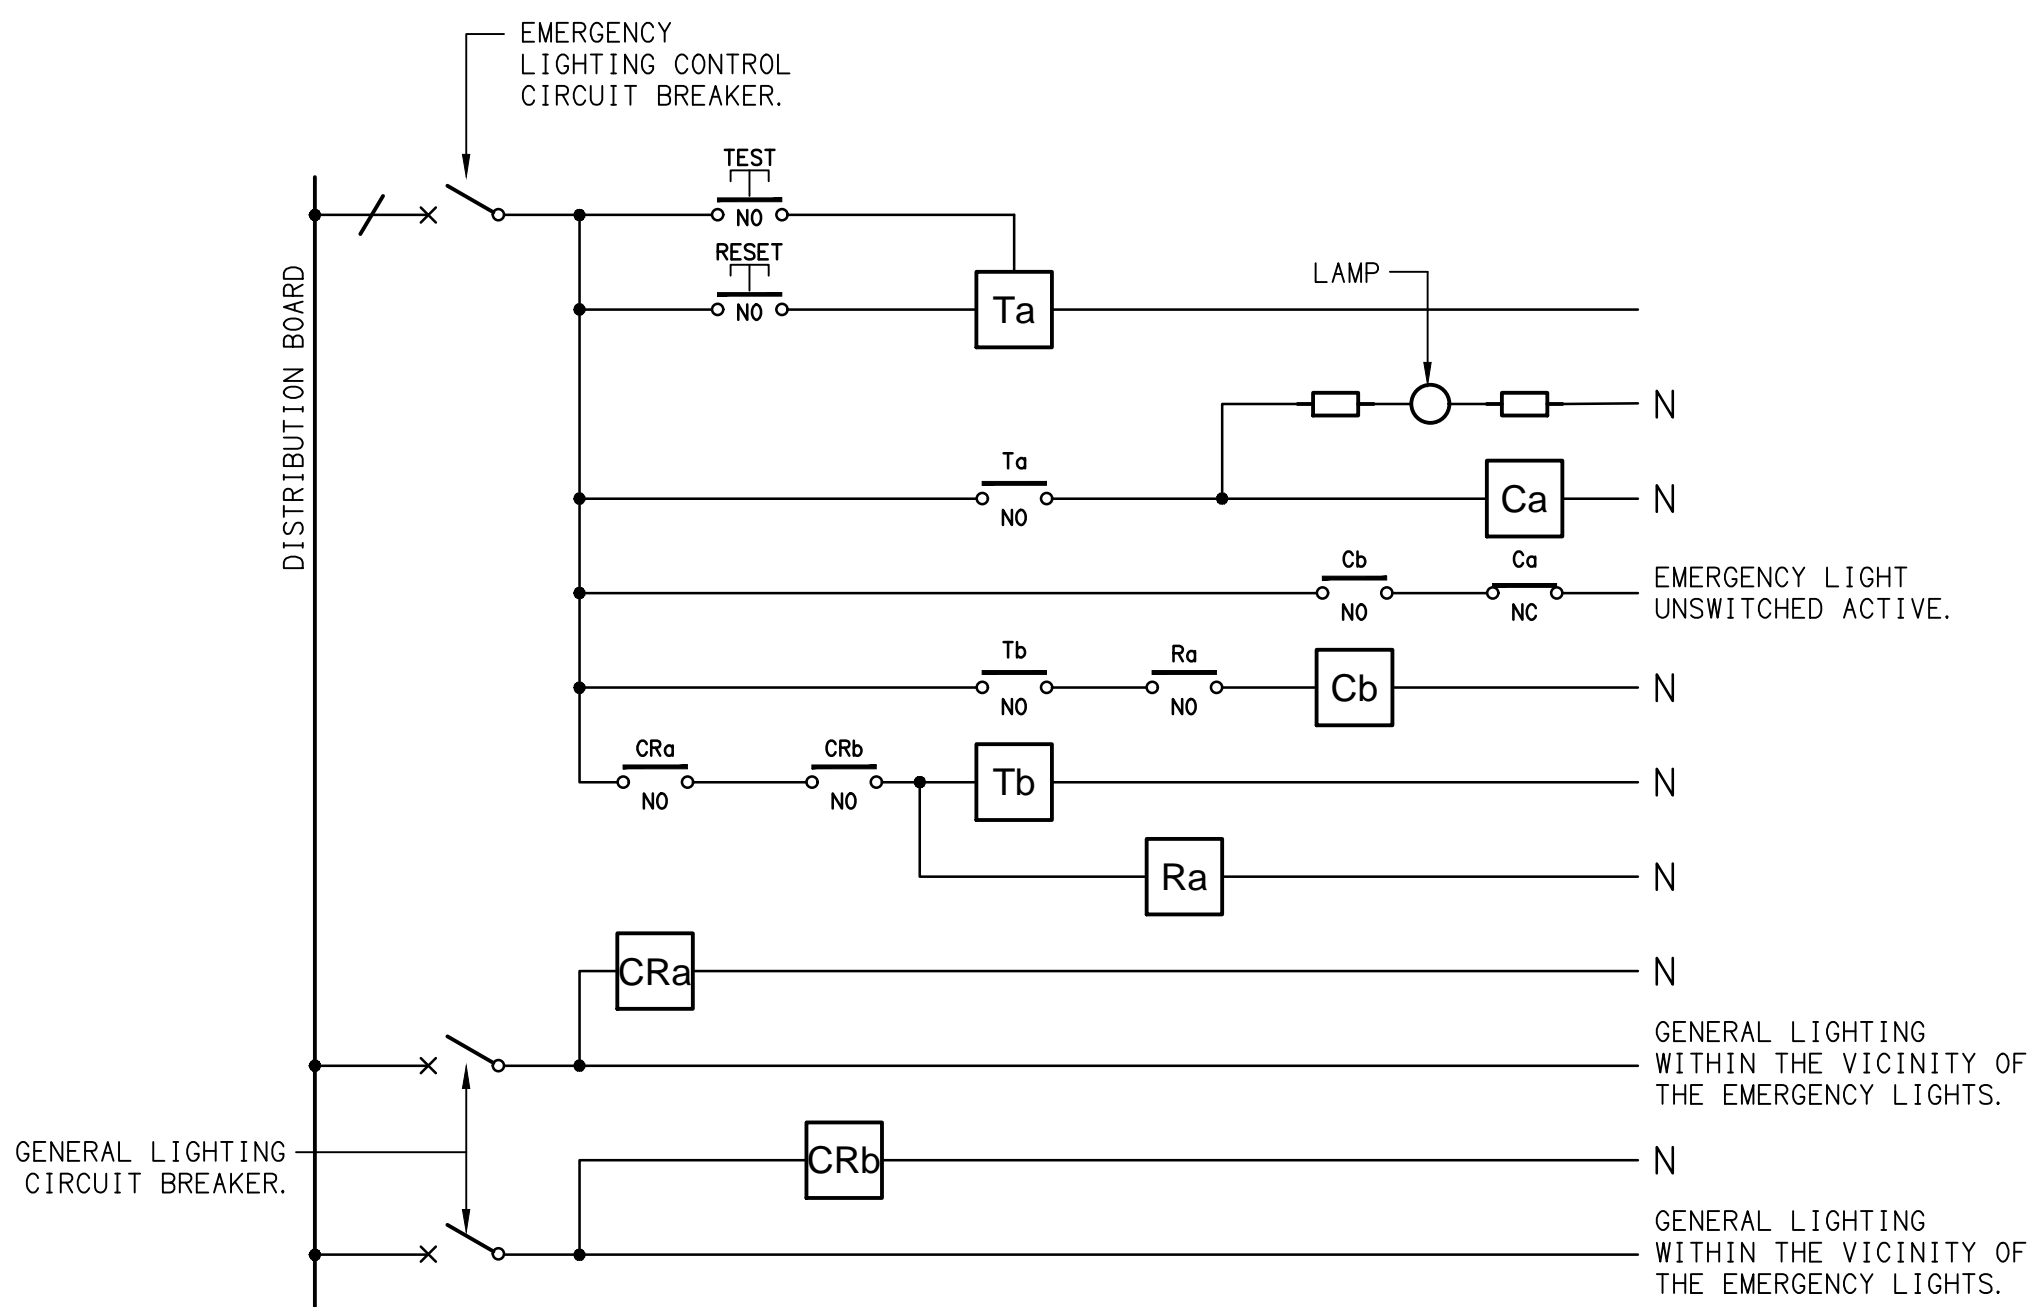 EMERGENCY
LIGHTING CONTROL
CIRCUIT BREAKER.
TEST
NO
RESET
NO
Ta
LAMP
N
DISTRIBUTION BOARD
Ta
NO
Ca
N
Cb
NO
Ca
NC
EMERGENCY LIGHT
UNSWITCHED ACTIVE.
Tb
NO
Ra
NO
Cb
N
CRa
NO
CRb
NO
Tb
N
Ra
N
CRa
N
GENERAL LIGHTING
WITHIN THE VICINITY OF
THE EMERGENCY LIGHTS.
GENERAL LIGHTING
CIRCUIT BREAKER.
CRb
N
GENERAL LIGHTING
WITHIN THE VICINITY OF
THE EMERGENCY LIGHTS.